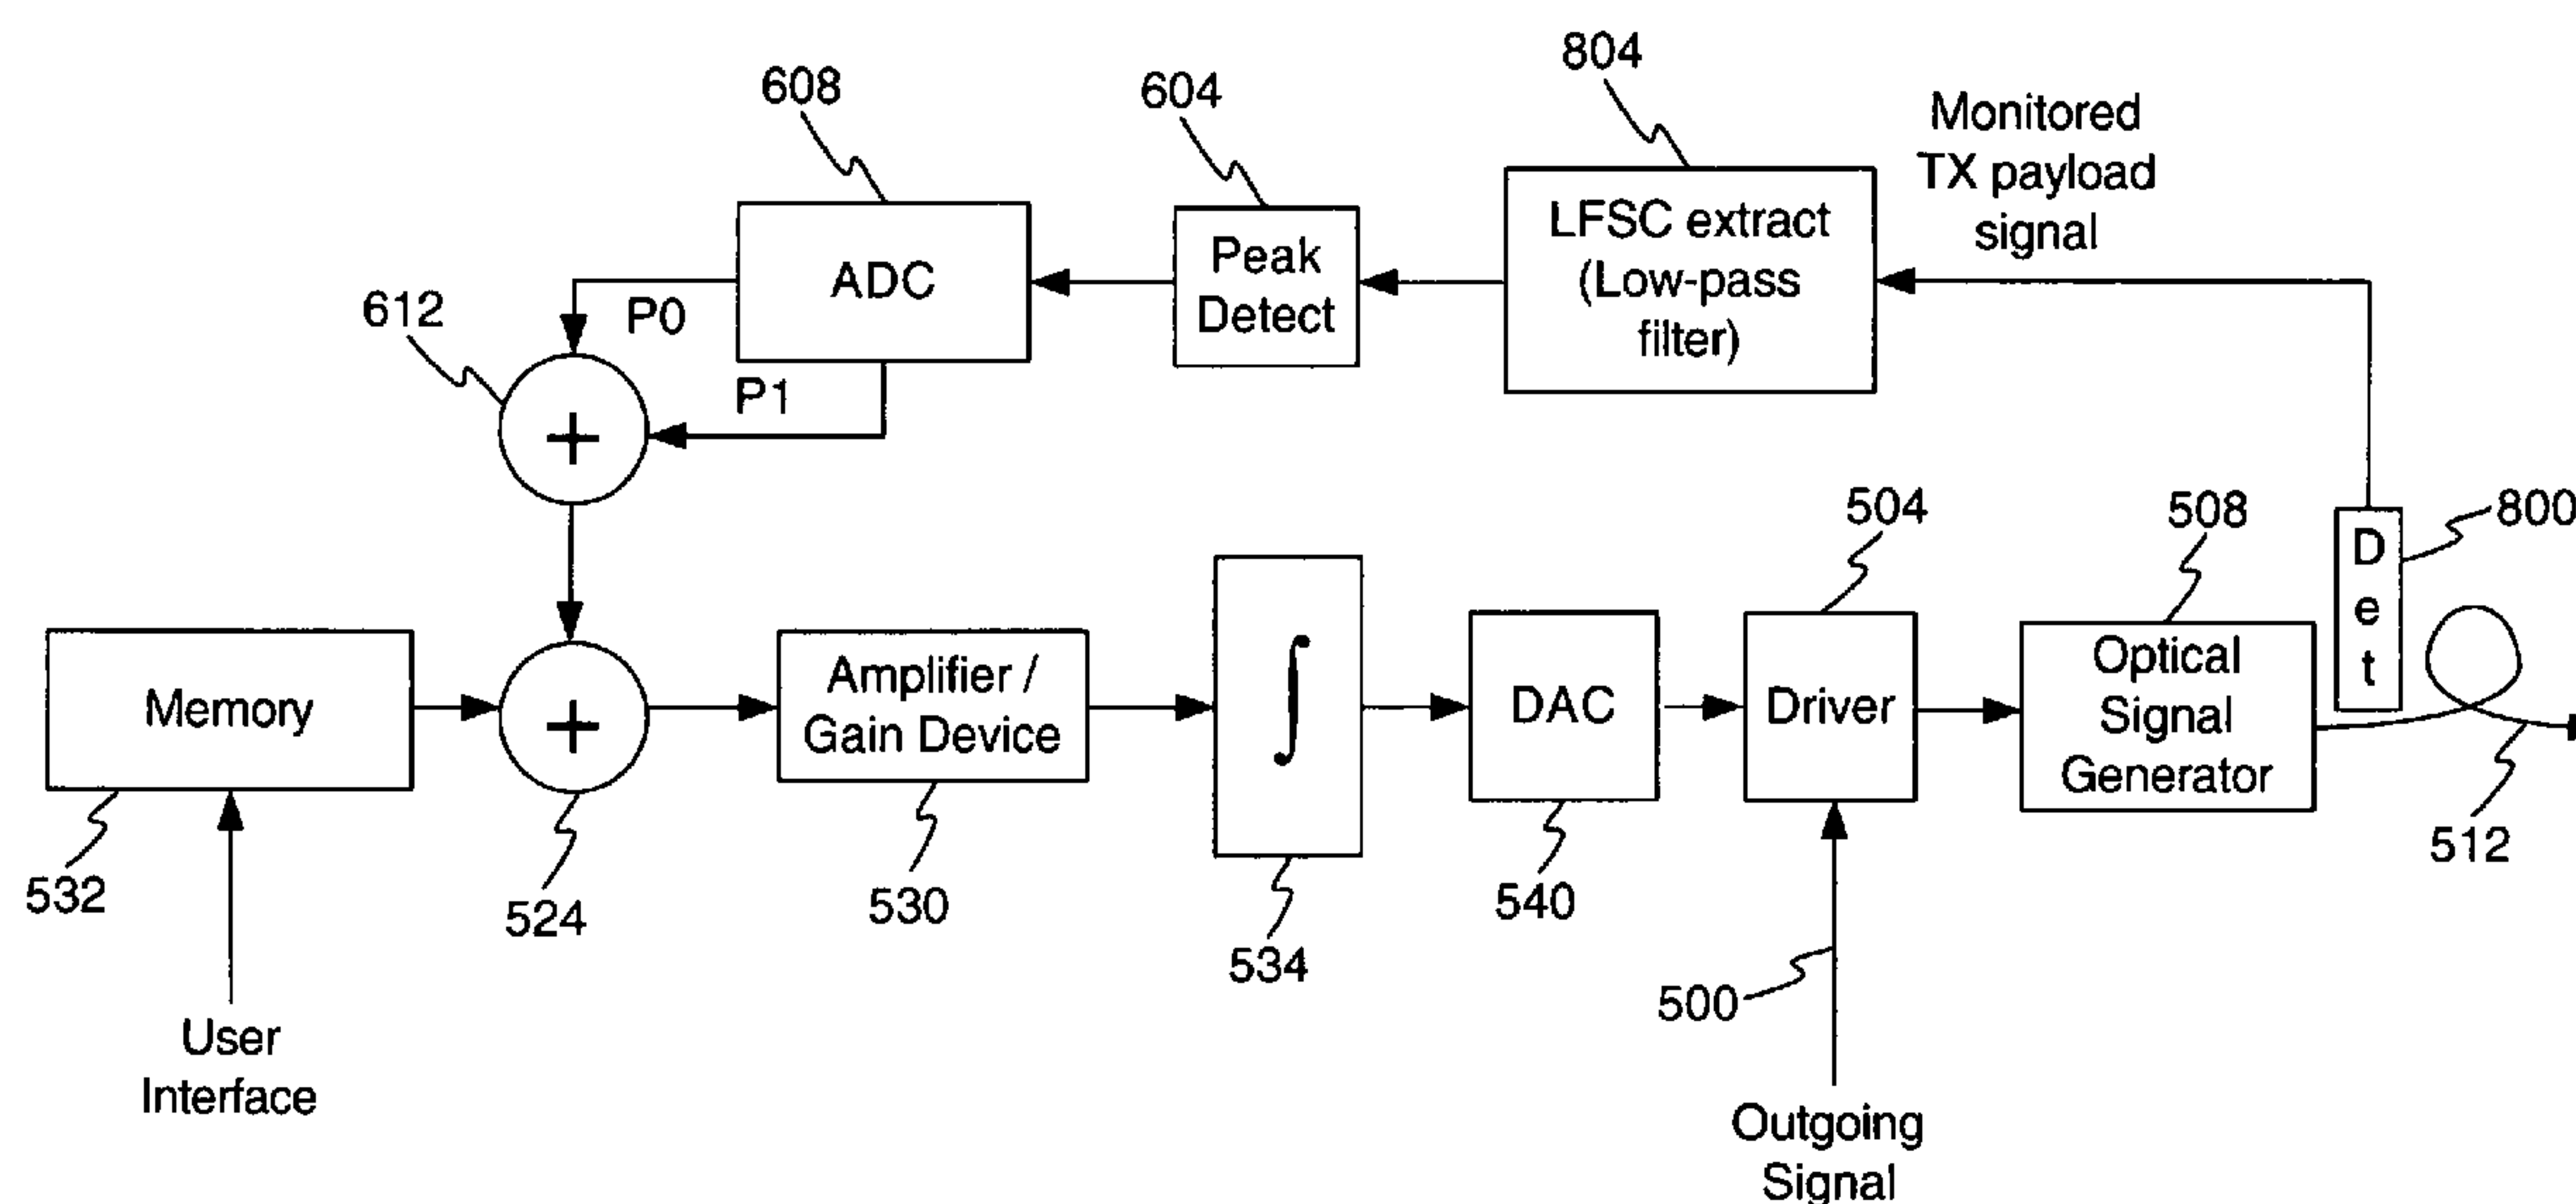 804
608
604
Monitored
TX payload
signal
LFSC extract
(Low-pass
filter)
Peak
Detect
ADC
P0
612
P1
+
504
508
800
D
e
t
Memory
+
Amplifier /
Gain Device
∫
DAC
Driver
Optical
Signal
Generator
512
532
524
530
534
540
500
User
Interface
Outgoing
Signal